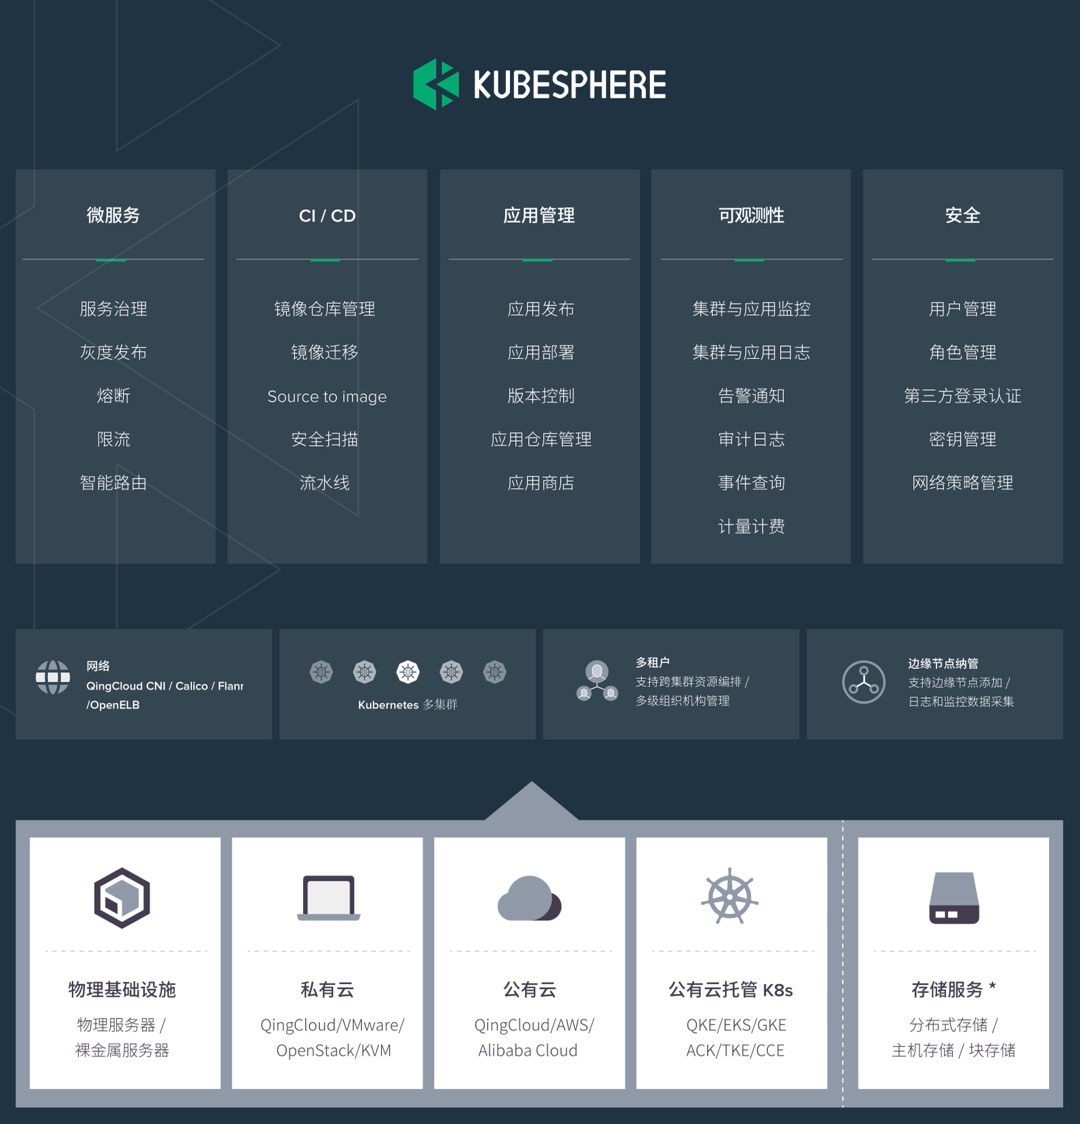 KUBESPHERE
微服务
服务治理
灰度发布
熔断
限流
智能路由
CI / CD
镜像仓库管理
镜像迁移
Source to image
安全扫描
流水线
应用管理
应用发布
应用部署
版本控制
应用仓库管理
应用商店
可观测性
集群与应用监控
集群与应用日志
告警通知
审计日志
事件查询
计量计费
安全
用户管理
角色管理
第三方登录认证
密钥管理
网络策略管理
网络
QingCloud CNI / Calico / Flann
/OpenELB
Kubernetes 多集群
多租户
支持跨集群资源编排 /
多级组织机构管理
边缘节点纳管
支持边缘节点添加 /
日志和监控数据采集
物理基础设施
物理服务器 /
裸金属服务器
私有云
QingCloud/VMware/
OpenStack/KVM
公有云
QingCloud/AWS/
Alibaba Cloud
公有云托管 K8s
QKE/EKS/GKE
ACK/TKE/CCE
存储服务 *
分布式存储 /
主机存储 / 块存储